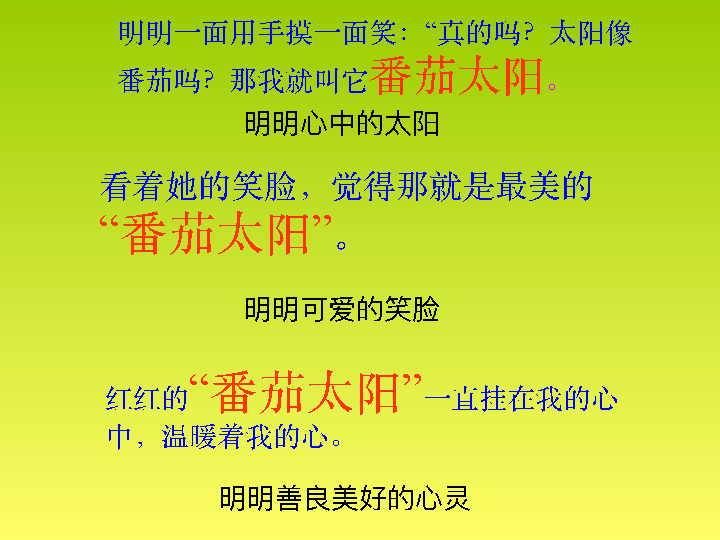 明明一面用手摸一面笑：“真的吗？太阳像
番茄吗？那我就叫它番茄太阳。
明明心中的太阳
看着她的笑脸，觉得那就是最美的
“番茄太阳”。
明明可爱的笑脸
红红的“番茄太阳”一直挂在我的心
中，温暖着我的心。
明明善良美好的心灵